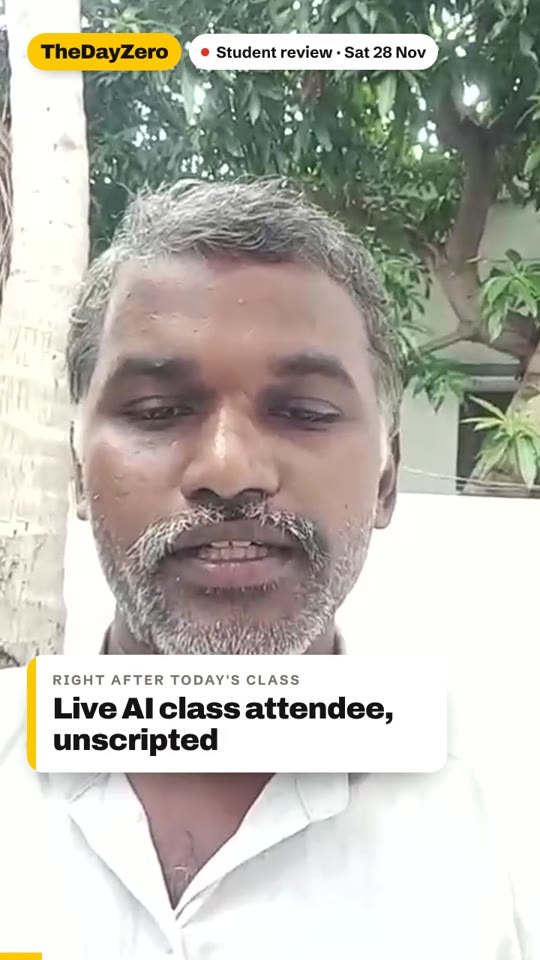 TheDayZero
Student review · Sat 28 Nov
RIGHT AFTER TODAY'S CLASS
Live AI class attendee,
unscripted